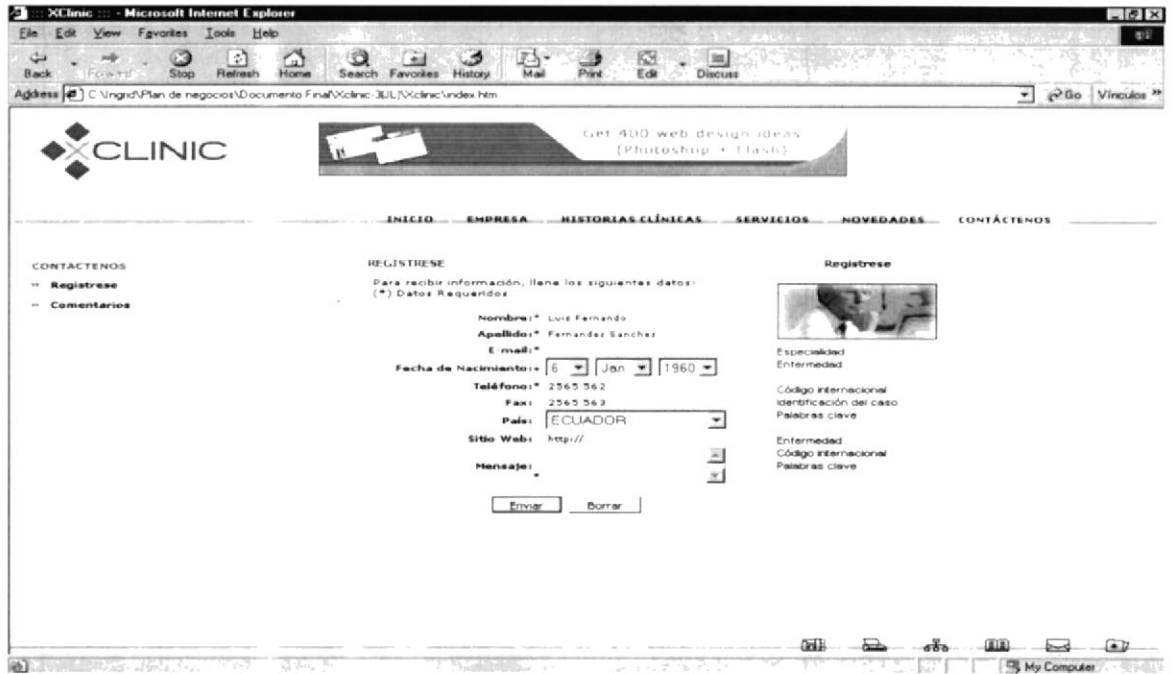 ::: XClinic ::: - Microsoft Internet Explorer
File Edit View Favorites Tools Help
Back Forward Stop Refresh Home Search Favorites History Mail Print Edit Discuss
Address C:\Ingrid\Plan de negocios\Documento Final\Xclinic-3(UL)\Xclinic\index.htm Go Vínculos »
XCLINIC
Get 400 web design ideas
(Photoshop + Flash)
INICIO EMPRESA HISTORIAS CLÍNICAS SERVICIOS NOVEDADES CONTÁCTENOS
CONTACTENOS
» Registrese
» Comentarios
REGISTRESE
Para recibir información, llene los siguientes datos:
(*) Datos Requeridos
Nombre:* Luis Fernando
Apellido:* Fernandez Sanchez
E-mail:*
Fecha de Nacimiento:* 6 Jan 1960
Teléfono:* 2565 562
Fax: 2565 563
País: ECUADOR
Sitio Web: http://
Mensaje:*
Enviar Borrar
Registrese
Especialidad
Enfermedad
Código internacional
Identificación del caso
Palabras clave
Enfermedad
Código internacional
Palabras clave
My Computer